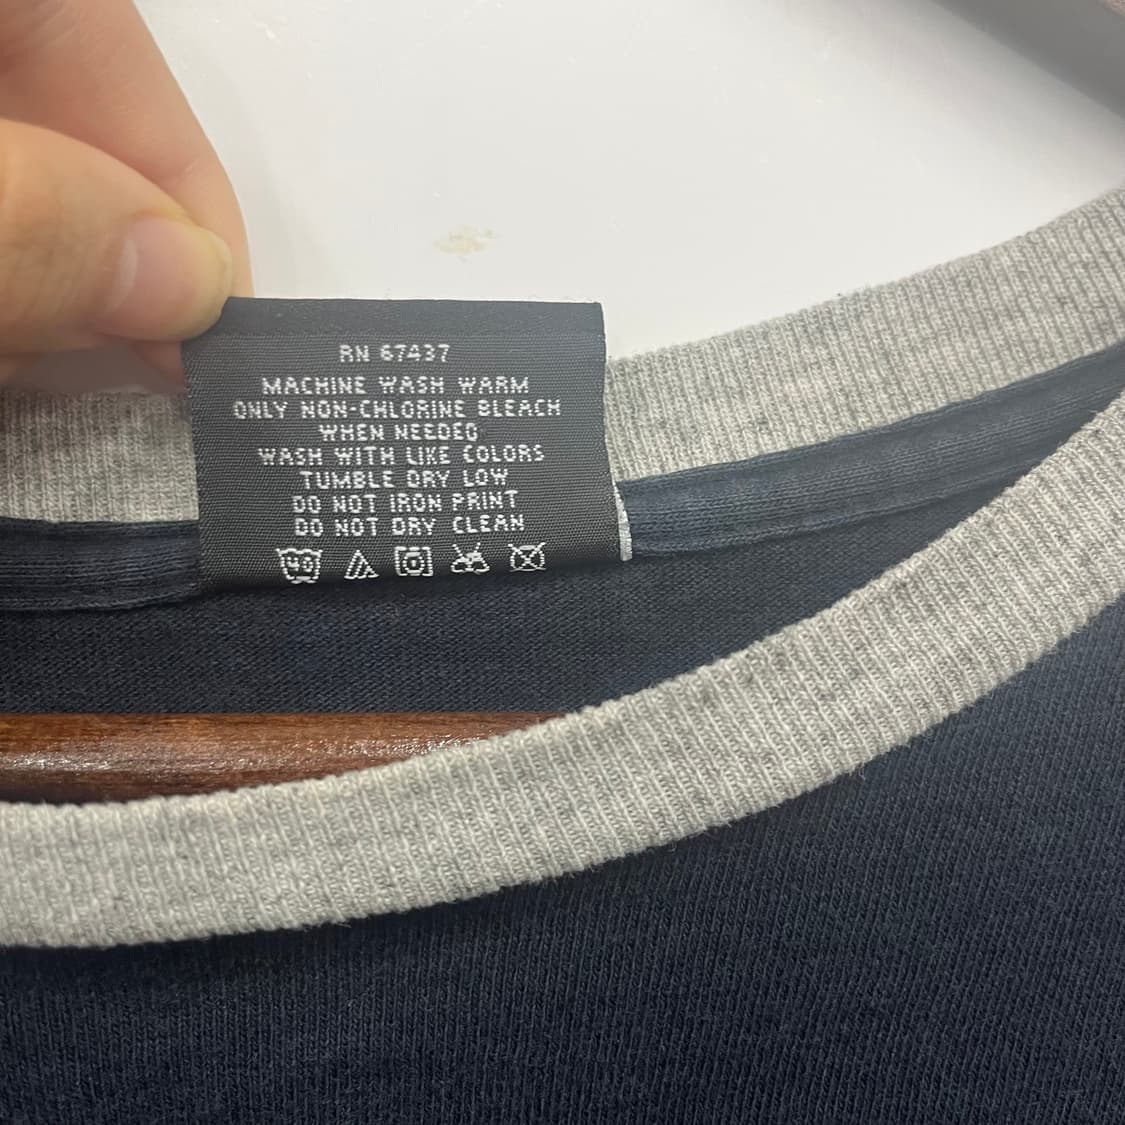 RN 67437
MACHINE WASH WARM
ONLY NON-CHLORINE BLEACH
WHEN NEEDED
WASH WITH LIKE COLORS
TUMBLE DRY LOW
DO NOT IRON PRINT
DO NOT DRY CLEAN
40